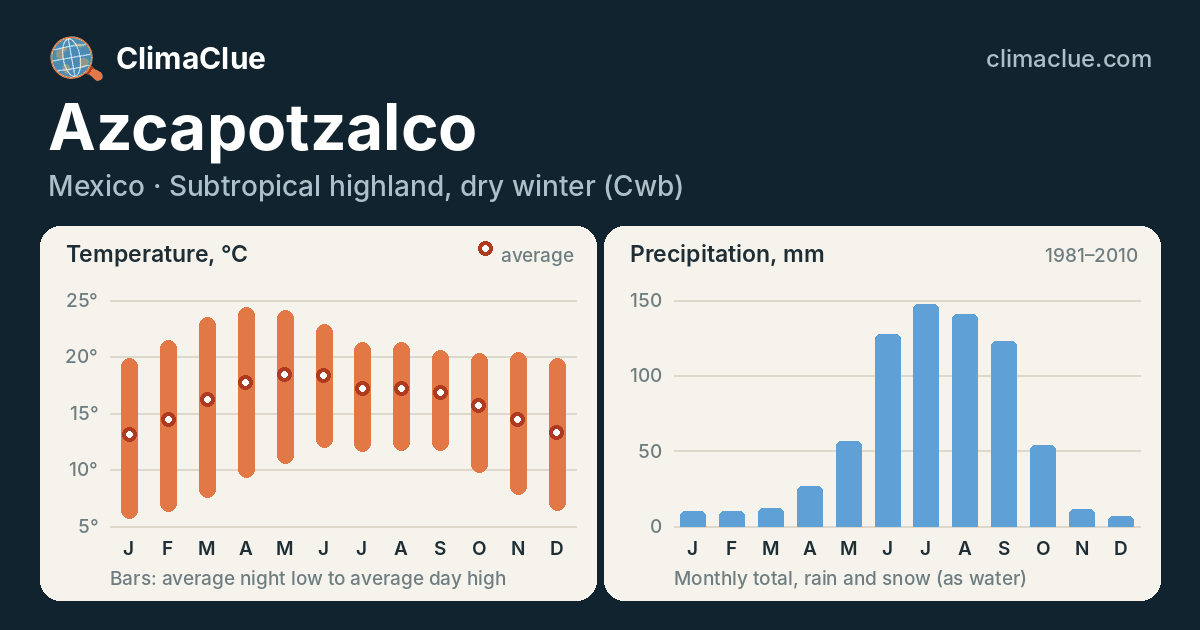 ClimaClue
climaclue.com
Azcapotzalco
Mexico · Subtropical highland, dry winter (Cwb)
Temperature, °C
average
25°
20°
15°
10°
5°
J F M A M J J A S O N D
Bars: average night low to average day high
Precipitation, mm
1981–2010
150
100
50
0
J F M A M J J A S O N D
Monthly total, rain and snow (as water)